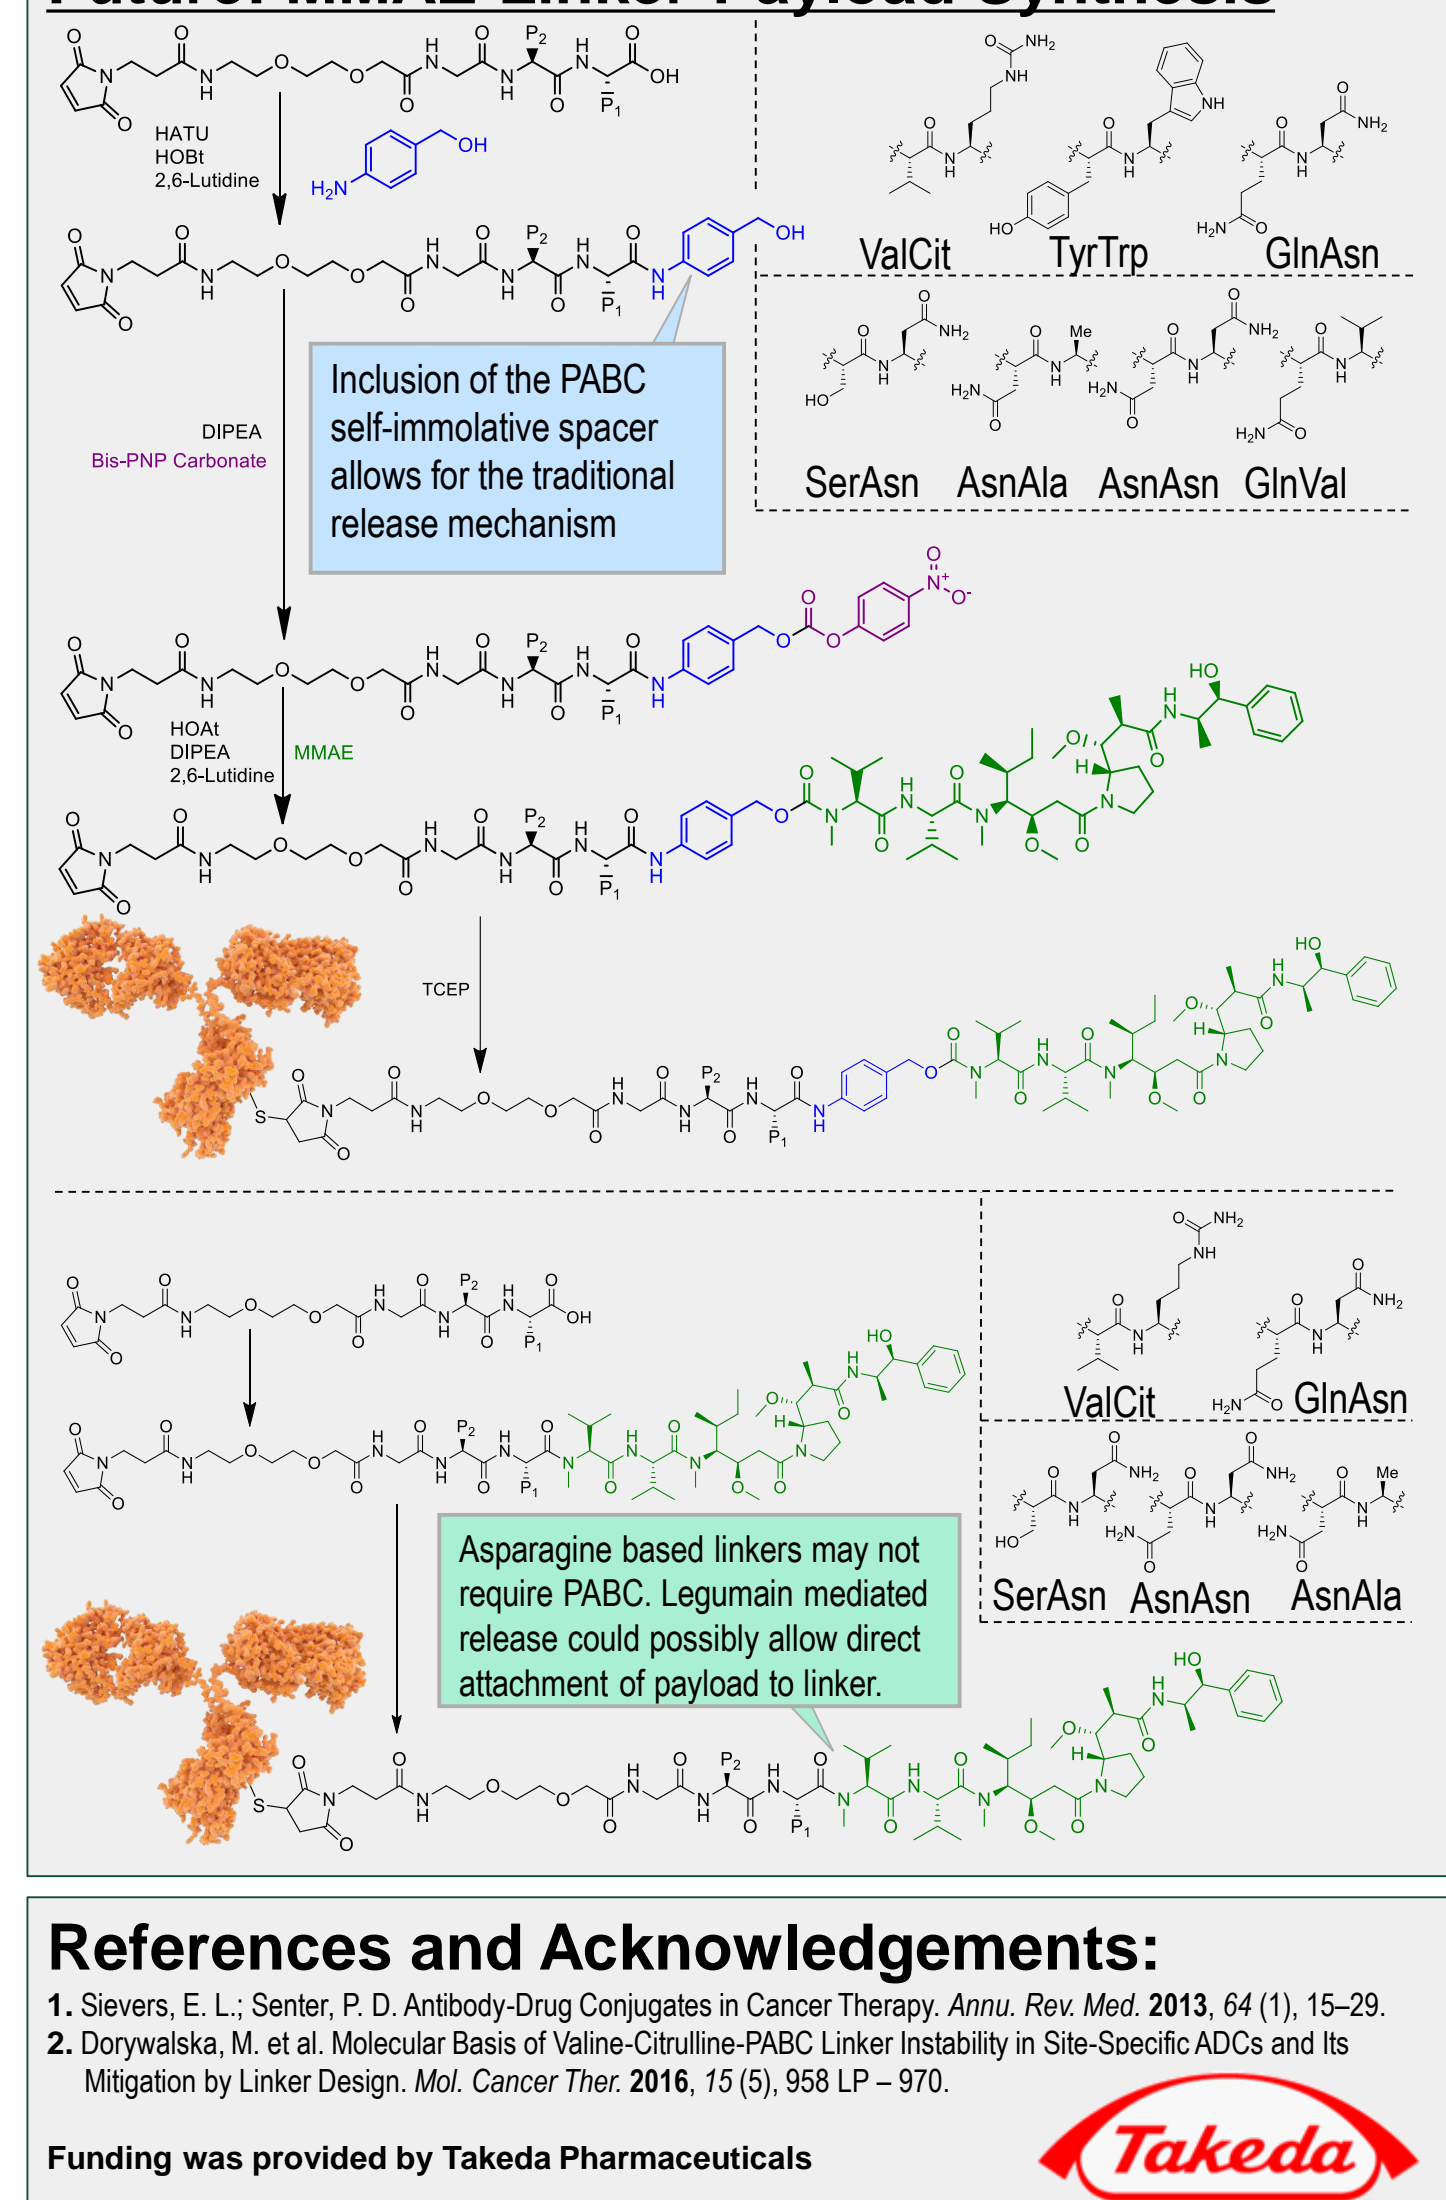 Future: MMAE Linker-Payload Synthesis
HATU
HOBt
2,6-Lutidine
ValCit
TyrTrp
GlnAsn
Inclusion of the PABC
self-immolative spacer
allows for the traditional
release mechanism
DIPEA
Bis-PNP Carbonate
SerAsn
AsnAla
AsnAsn
GlnVal
HOAt
DIPEA
2,6-Lutidine
MMAE
TCEP
ValCit
GlnAsn
SerAsn
AsnAsn
AsnAla
Asparagine based linkers may not
require PABC. Legumain mediated
release could possibly allow direct
attachment of payload to linker.
References and Acknowledgements:
1. Sievers, E. L.; Senter, P. D. Antibody-Drug Conjugates in Cancer Therapy. Annu. Rev. Med. 2013, 64 (1), 15–29.
2. Dorywalska, M. et al. Molecular Basis of Valine-Citrulline-PABC Linker Instability in Site-Specific ADCs and Its
Mitigation by Linker Design. Mol. Cancer Ther. 2016, 15 (5), 958 LP – 970.
Funding was provided by Takeda Pharmaceuticals
Takeda